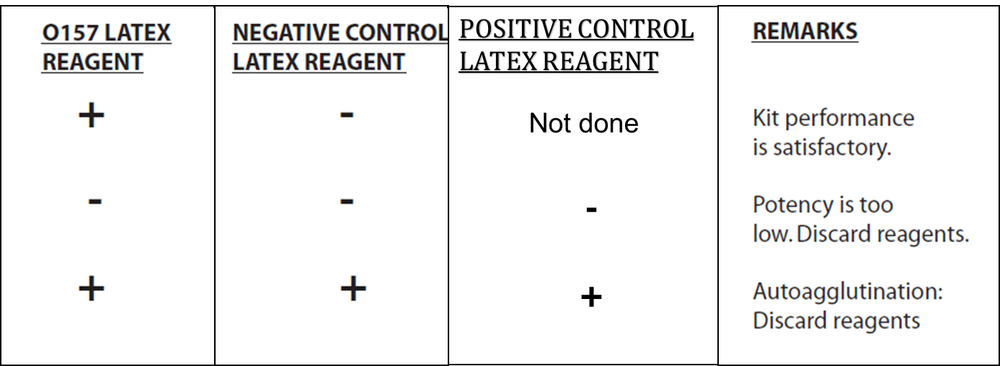 O157 LATEX
REAGENT
NEGATIVE CONTROL
LATEX REAGENT
POSITIVE CONTROL
LATEX REAGENT
REMARKS
+
-
Not done
Kit performance
is satisfactory.
-
-
-
Potency is too
low. Discard reagents.
+
+
+
Autoagglutination:
Discard reagents